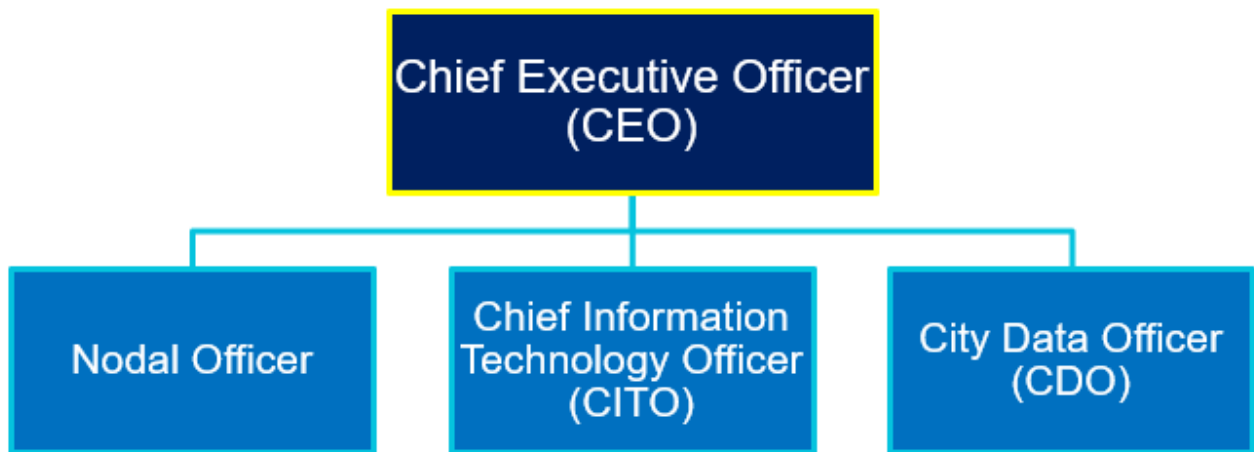 Chief Executive Officer
(CEO)
Nodal Officer
Chief Information
Technology Officer
(CITO)
City Data Officer
(CDO)